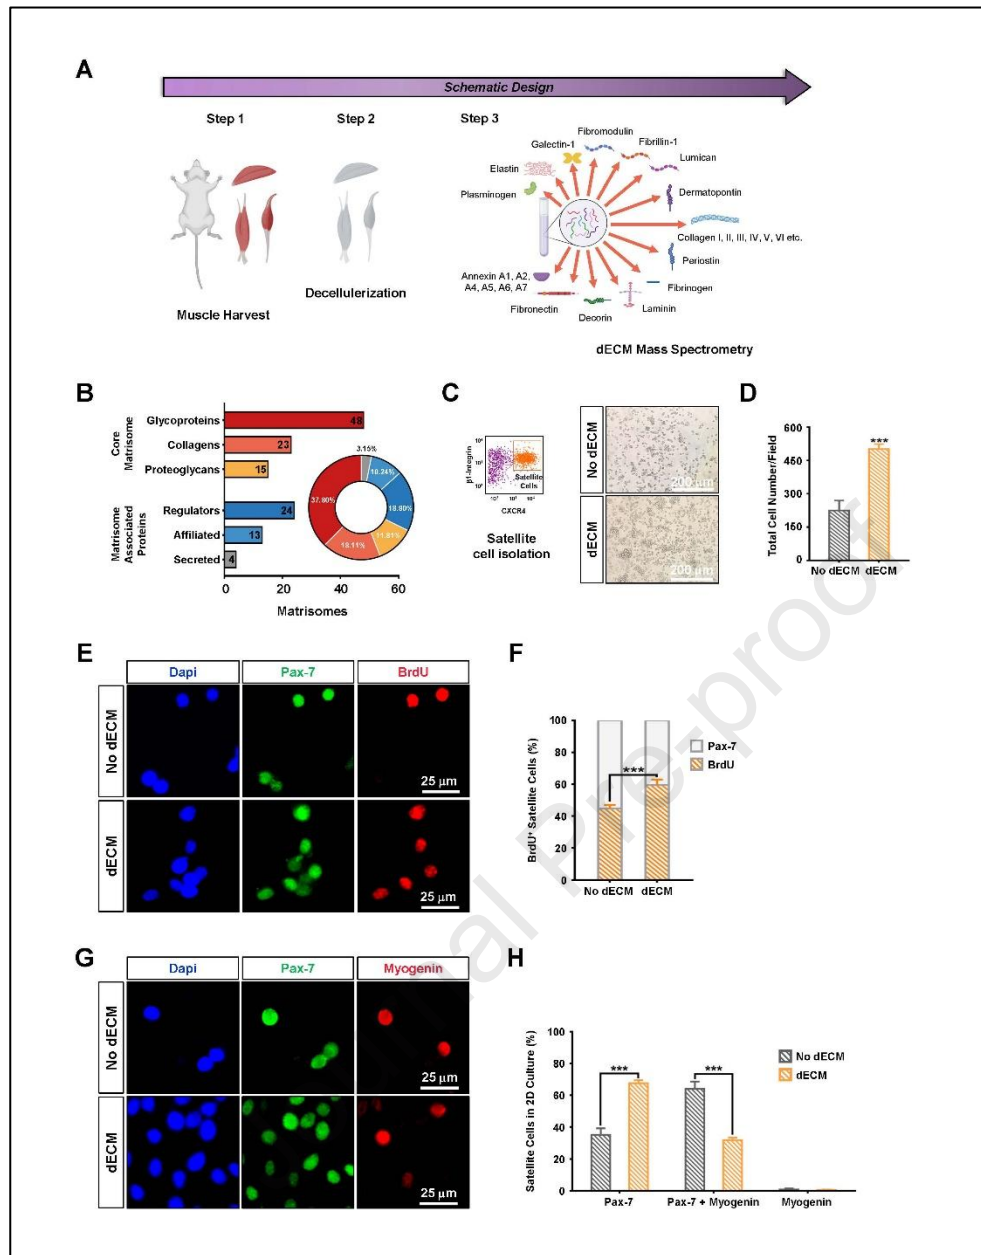 A
Schematic Design
Step 1
Step 2
Step 3
Muscle Harvest
Decellulerization
Fibromodulin
Galectin-1
Fibrillin-1
Elastin
Lumican
Plasminogen
Dermatopontin
Collagen I, II, III, IV, V, VI etc.
Periostin
Annexin A1, A2,
A4, A5, A6, A7
Fibrinogen
Fibronectin
Decorin
Laminin
dECM Mass Spectrometry
B
Core
Matrisome
Matrisome
Associated
Proteins
Glycoproteins
48
Collagens
23
Proteoglycans
15
Regulators
24
Affiliated
13
Secreted
4
0
20
40
60
Matrisomes
3.15%
10.24%
18.90%
11.81%
18.11%
37.80%
C
β1-Integrin
CXCR4
Satellite
Cells
Satellite
cell isolation
No dECM
200 µm
dECM
200 µm
D
Total Cell Number/Field
600
450
300
160
0
***
No dECM
dECM
E
Dapi
Pax-7
BrdU
No dECM
25 µm
dECM
25 µm
F
BrdU⁺ Satellite Cells (%)
100
80
60
40
20
0
***
No dECM
dECM
Pax-7
BrdU
G
Dapi
Pax-7
Myogenin
No dECM
25 µm
dECM
25 µm
H
Satellite Cells in 2D Culture (%)
100
80
60
40
20
0
***
***
Pax-7
Pax-7 + Myogenin
Myogenin
No dECM
dECM
Pre-proof